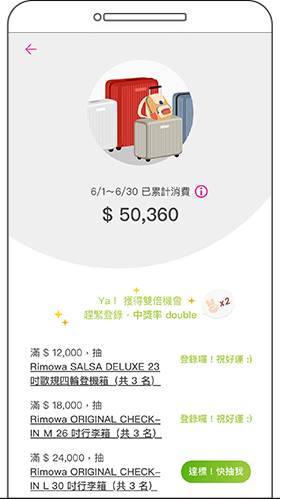 6/1～6/30 已累計消費 i
$ 50,360
Ya！ 獲得雙倍機會
趕緊登錄，中獎率 double
x2
滿 $ 12,000，抽
Rimowa SALSA DELUXE 23
吋歐規四輪登機箱（共 3 名）
登錄囉！祝好運 :)
滿 $ 18,000，抽
Rimowa ORIGINAL CHECK–
IN M 26 吋行李箱（共 3 名）
登錄囉！祝好運 :)
滿 $ 24,000，抽
Rimowa ORIGINAL CHECK–
IN L 30 吋行李箱（共 3 名）
達標！快抽我